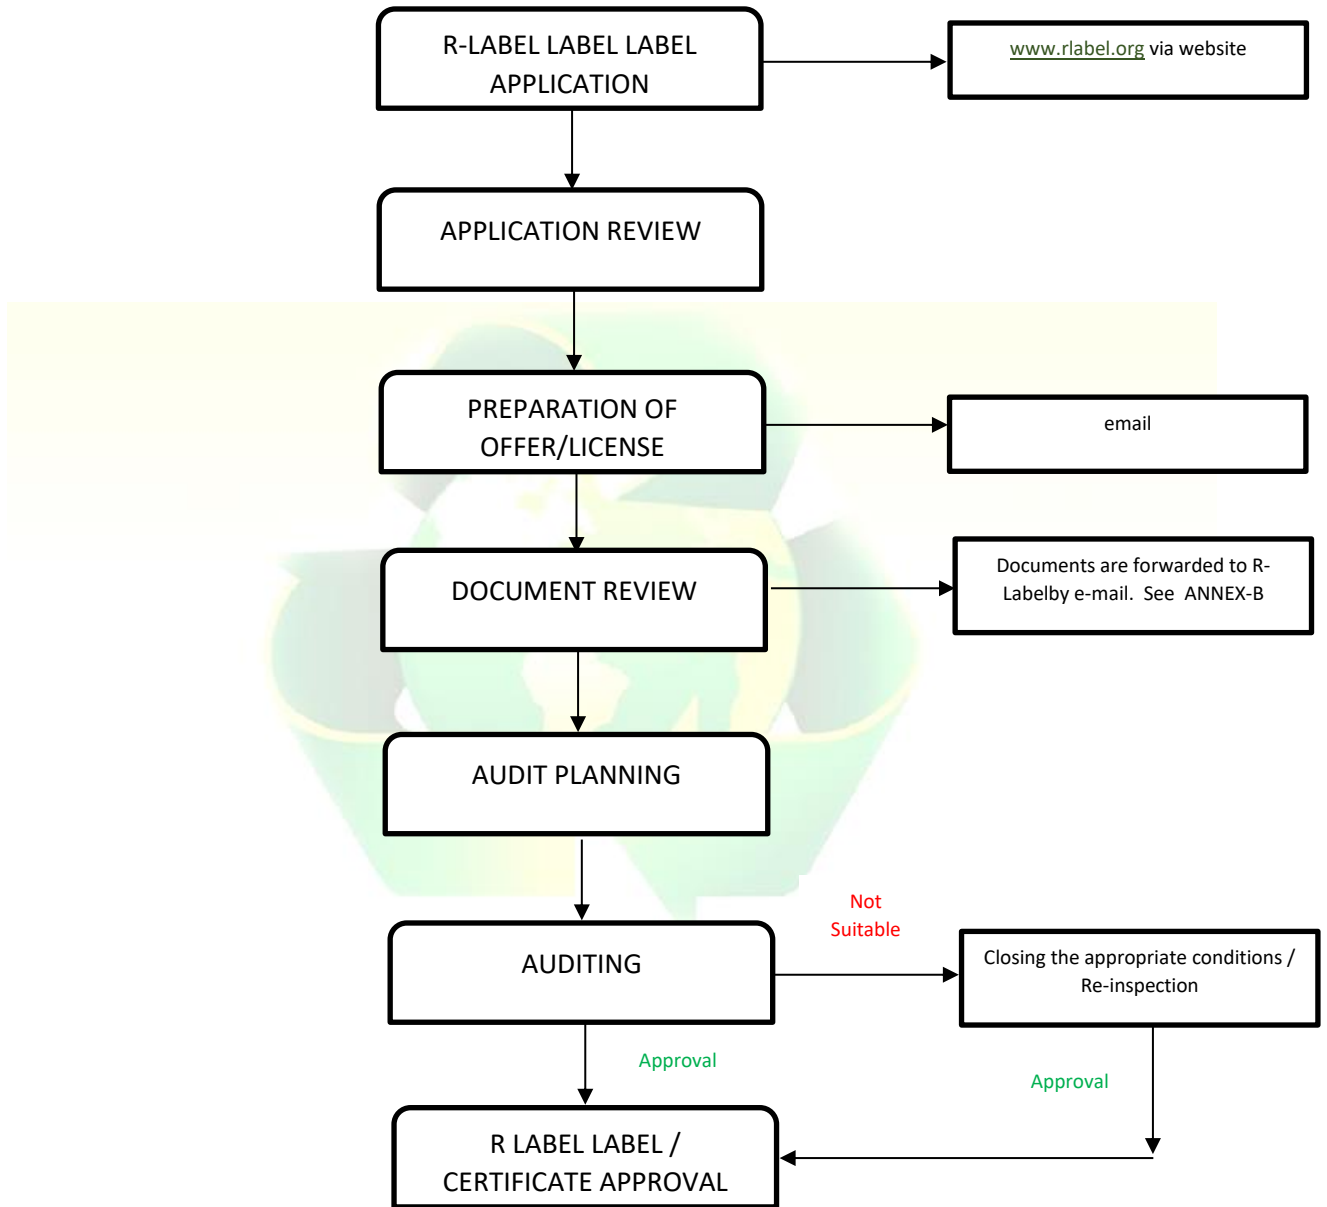 R-LABEL LABEL LABEL
APPLICATION
www.rlabel.org via website
APPLICATION REVIEW
PREPARATION OF
OFFER/LICENSE
email
DOCUMENT REVIEW
Documents are forwarded to R-
Labelby e-mail. See ANNEX-B
AUDIT PLANNING
Not
Suitable
AUDITING
Closing the appropriate conditions /
Re-inspection
Approval
Approval
R LABEL LABEL /
CERTIFICATE APPROVAL